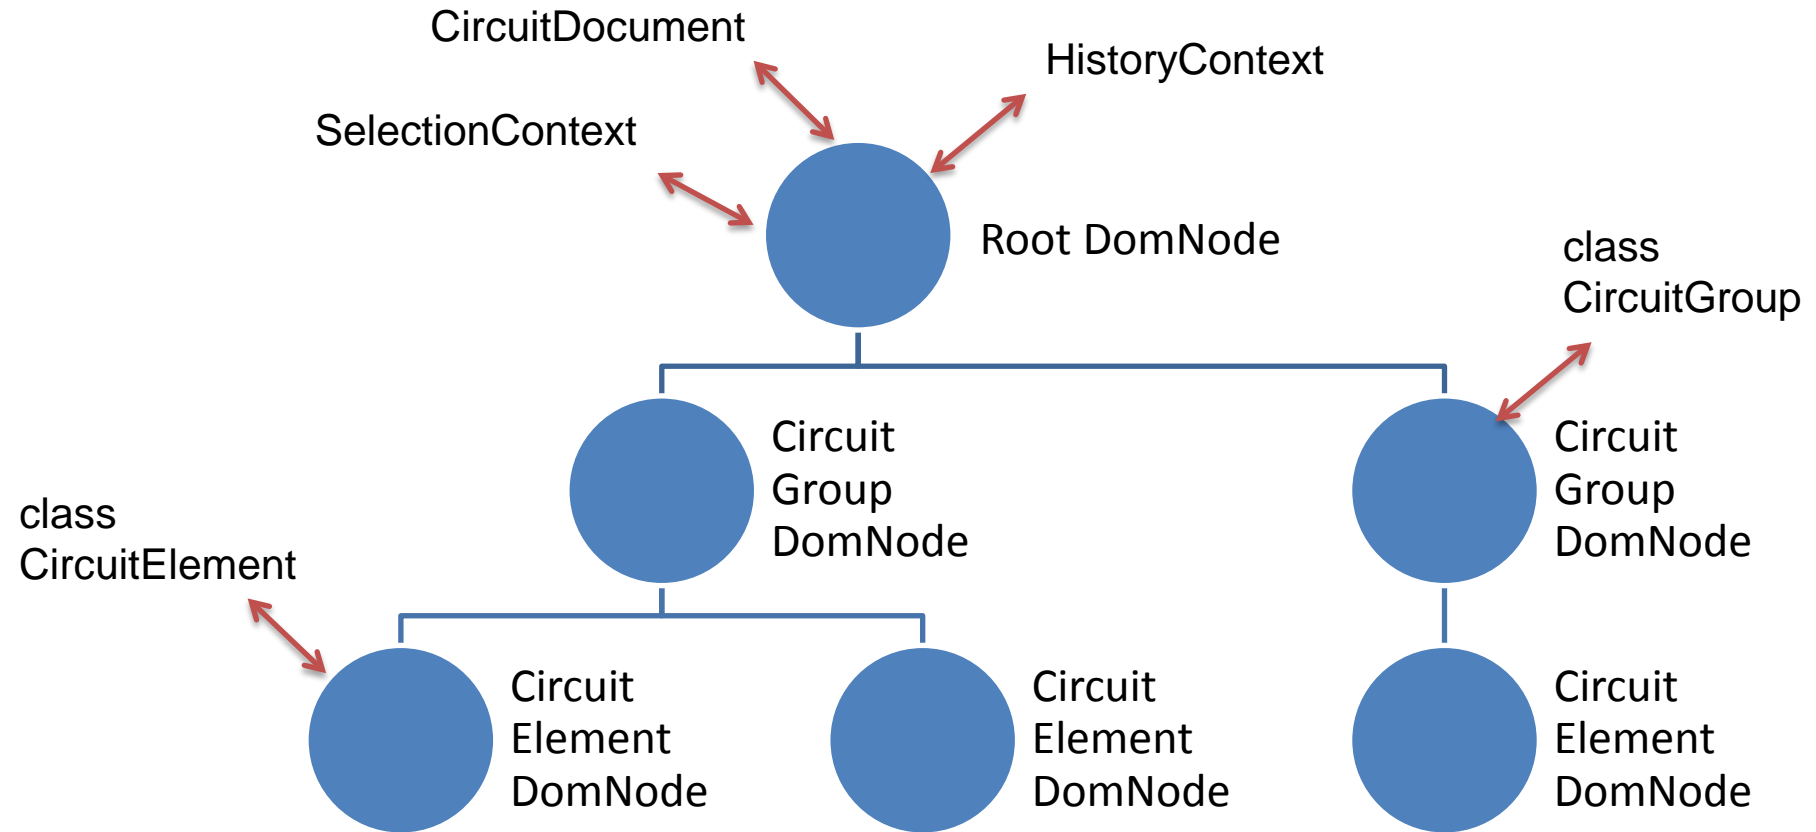 CircuitDocument
HistoryContext
SelectionContext
Root DomNode
class
CircuitGroup
Circuit
Group
DomNode
Circuit
Group
DomNode
class
CircuitElement
Circuit
Element
DomNode
Circuit
Element
DomNode
Circuit
Element
DomNode